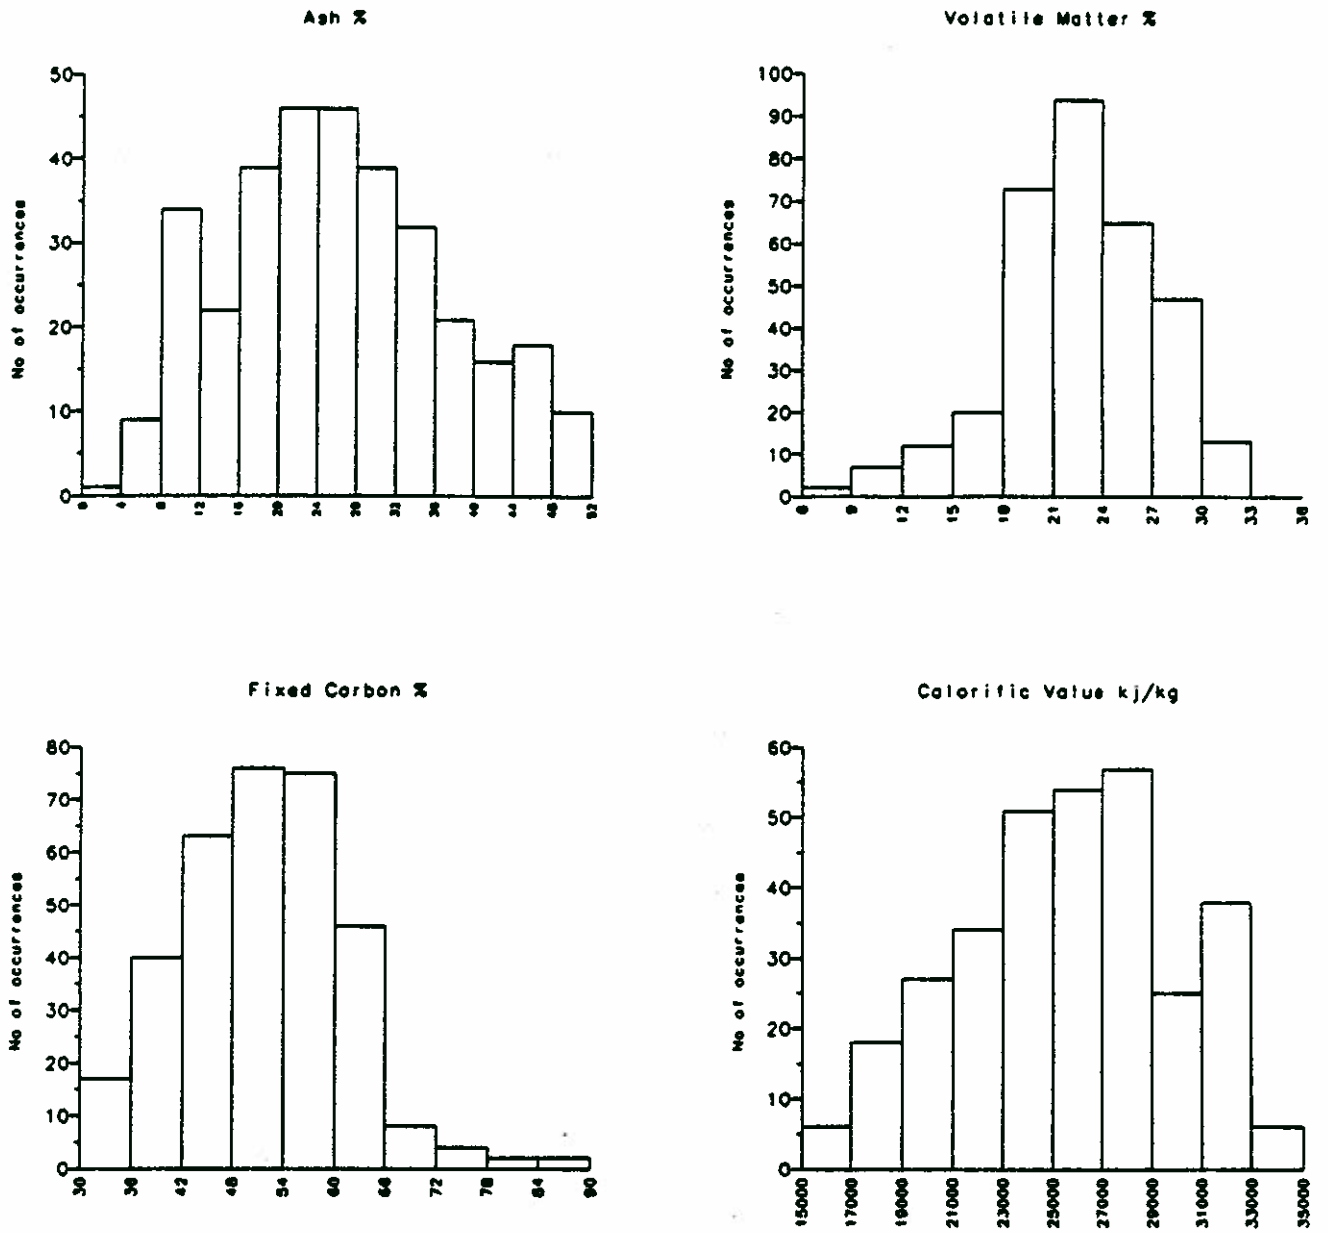 Ash %
50
40
30
20
10
0
No of occurrences
0 4 8 12 16 20 24 28 32 36 40 44 48 52
Volatile Matter %
100
90
80
70
60
50
40
30
20
10
0
No of occurrences
6 9 12 15 18 21 24 27 30 33 36
Fixed Carbon %
80
70
60
50
40
30
20
10
0
No of occurrences
30 36 42 48 54 60 66 72 78 84 90
Calorific Value kj/kg
60
50
40
30
20
10
0
No of occurrences
15000 17000 19000 21000 23000 25000 27000 29000 31000 33000 35000